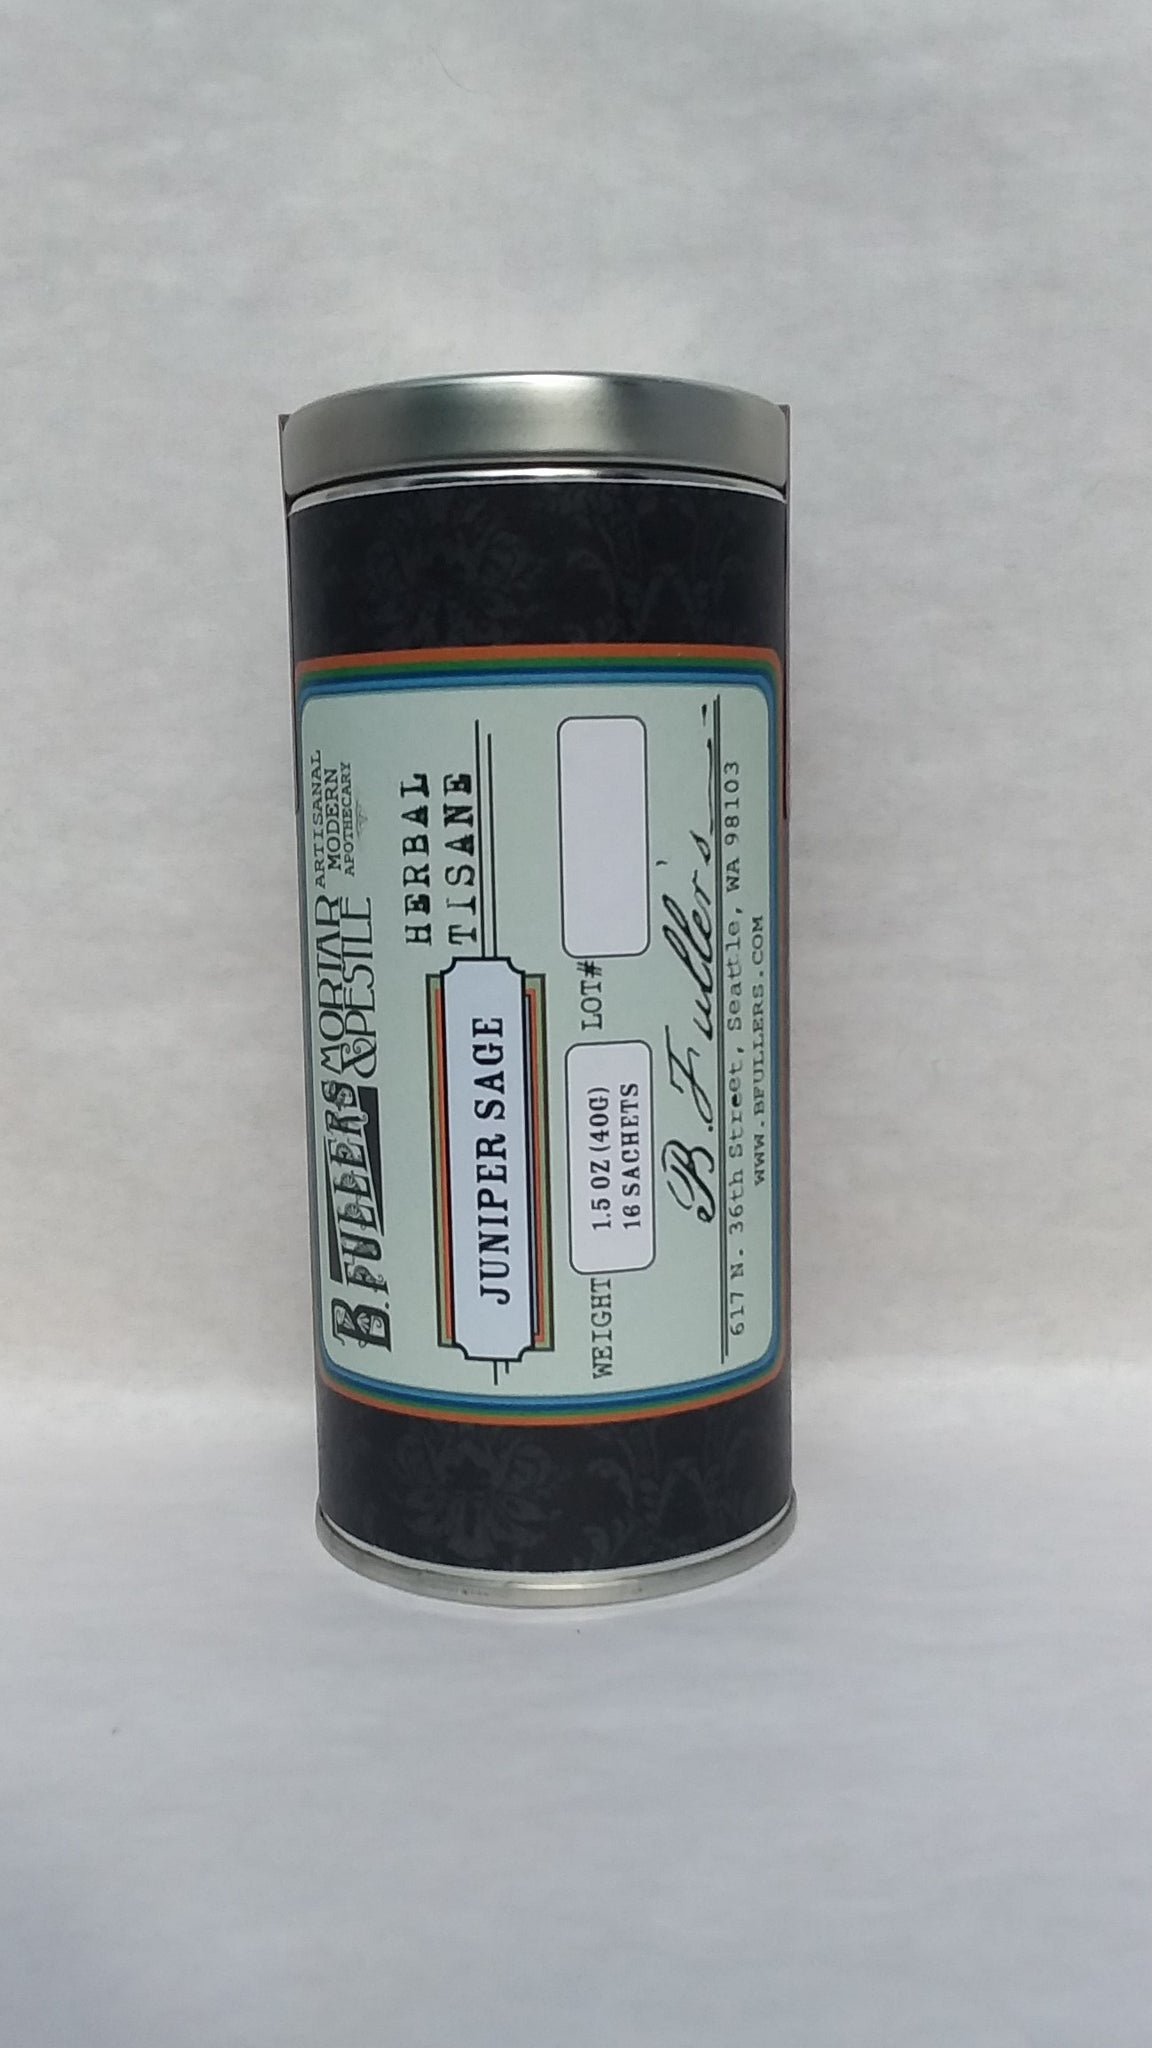 B. FULLER'S MORTAR & PESTLE
ARTISANAL
MODERN
APOTHECARY
HERBAL
TISANE
JUNIPER SAGE
WEIGHT
1.5 OZ (40G)
16 SACHETS
LOT#
B. Fuller's
617 N. 36th Street, Seattle, WA 98103
WWW.BFULLERS.COM